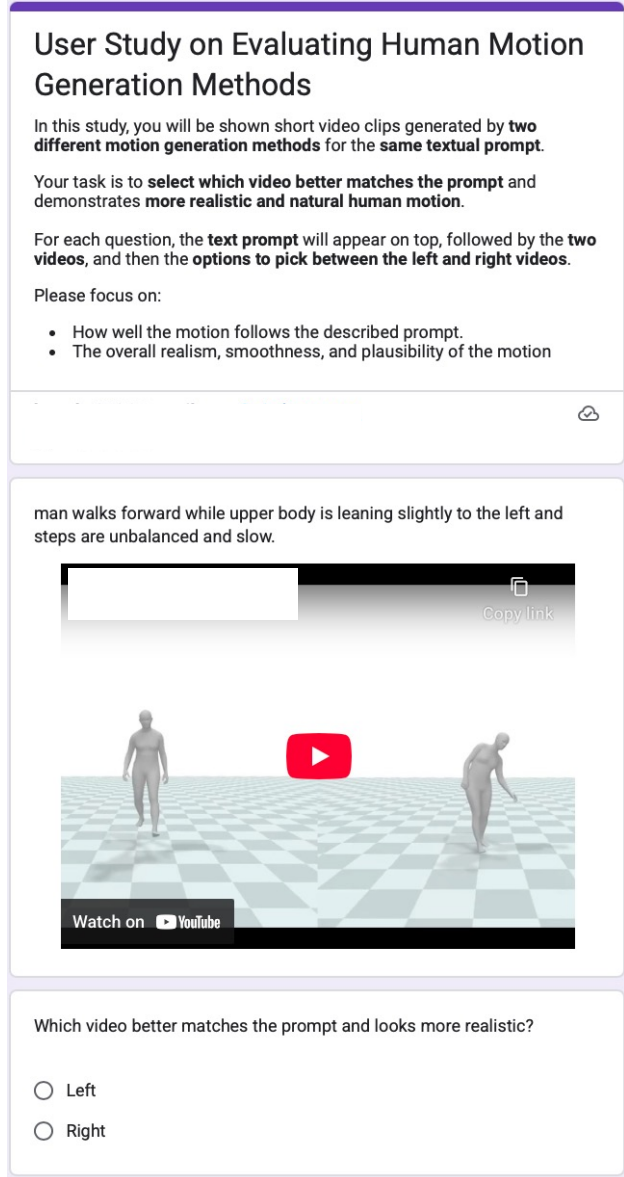 User Study on Evaluating Human Motion
Generation Methods
In this study, you will be shown short video clips generated by two
different motion generation methods for the same textual prompt.
Your task is to select which video better matches the prompt and
demonstrates more realistic and natural human motion.
For each question, the text prompt will appear on top, followed by the two
videos, and then the options to pick between the left and right videos.
Please focus on:
• How well the motion follows the described prompt.
• The overall realism, smoothness, and plausibility of the motion
man walks forward while upper body is leaning slightly to the left and
steps are unbalanced and slow.
Copy link
Watch on YouTube
Which video better matches the prompt and looks more realistic?
Left
Right